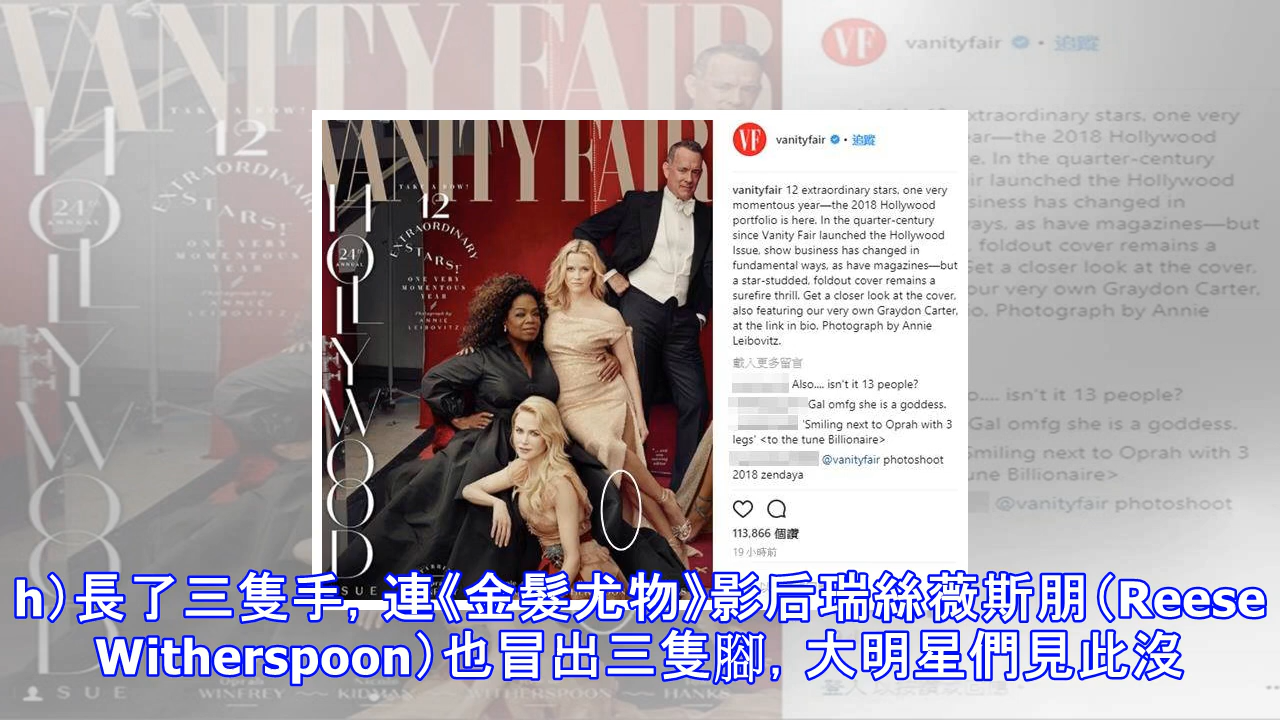 VANITY FAIR
TAKE A BOW!
12
EXTRAORDINARY
STARS!
ONE VERY
MOMENTOUS
YEAR
Photograph by
ANNIE
LEIBOVITZ
HOLLYWOOD
24th
ANNUAL
VF vanityfair • 追蹤
vanityfair 12 extraordinary stars, one very
momentous year—the 2018 Hollywood
portfolio is here. In the quarter-century
since Vanity Fair launched the Hollywood
Issue, show business has changed in
fundamental ways, as have magazines—but
a star-studded, foldout cover remains a
surefire thrill. Get a closer look at the cover,
also featuring our very own Graydon Carter,
at the link in bio. Photograph by Annie
Leibovitz.
載入更多留言
Also.... isn't it 13 people?
Gal omfg she is a goddess.
'Smiling next to Oprah with 3
legs' <to the tune Billionaire>
@vanityfair photoshoot
2018 zendaya
113,866 個讚
19 小時前
h）長了三隻手，連《金髮尤物》影后瑞絲薇斯朋（Reese
Witherspoon）也冒出三隻腳，大明星們見此沒